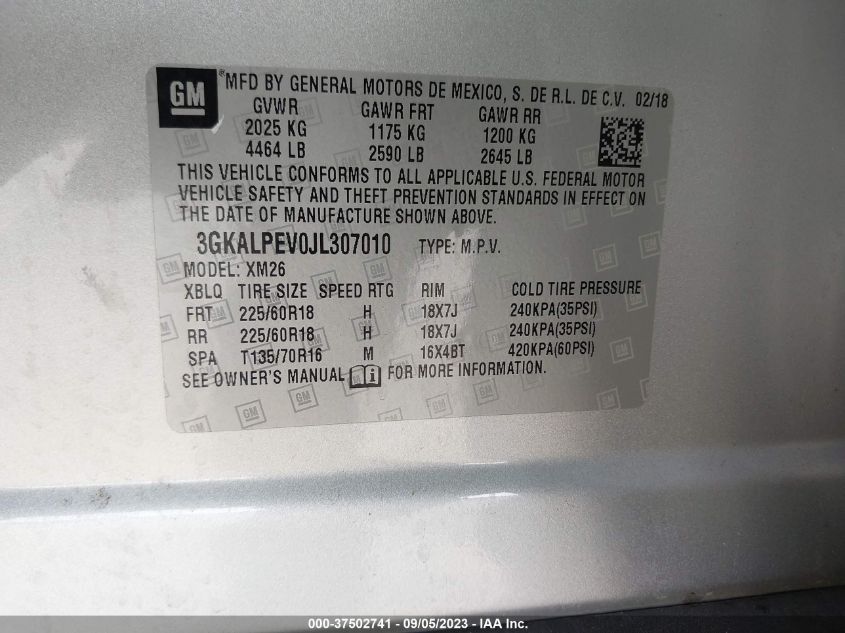 GM ® MFD BY GENERAL MOTORS DE MEXICO, S. DE R.L. DE C.V. 02/18
GVWR GAWR FRT GAWR RR
2025 KG 1175 KG 1200 KG
4464 LB 2590 LB 2645 LB
THIS VEHICLE CONFORMS TO ALL APPLICABLE U.S. FEDERAL MOTOR
VEHICLE SAFETY AND THEFT PREVENTION STANDARDS IN EFFECT ON
THE DATE OF MANUFACTURE SHOWN ABOVE.
3GKALPEV0JL307010 TYPE: M.P.V.
MODEL: XM26
XBLQ TIRE SIZE SPEED RTG RIM COLD TIRE PRESSURE
FRT 225/60R18 H 18X7J 240KPA(35PSI)
RR 225/60R18 H 18X7J 240KPA(35PSI)
SPA T135/70R16 M 16X4BT 420KPA(60PSI)
SEE OWNER'S MANUAL i FOR MORE INFORMATION.
000-37502741 - 09/05/2023 - IAA Inc.